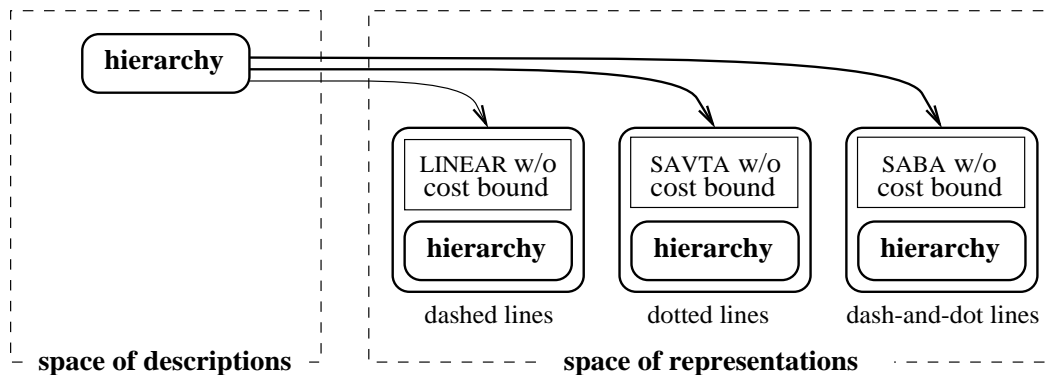 hierarchy
LINEAR w/o
cost bound
hierarchy
dashed lines
SAVTA w/o
cost bound
hierarchy
dotted lines
SABA w/o
cost bound
hierarchy
dash-and-dot lines
space of descriptions
space of representations